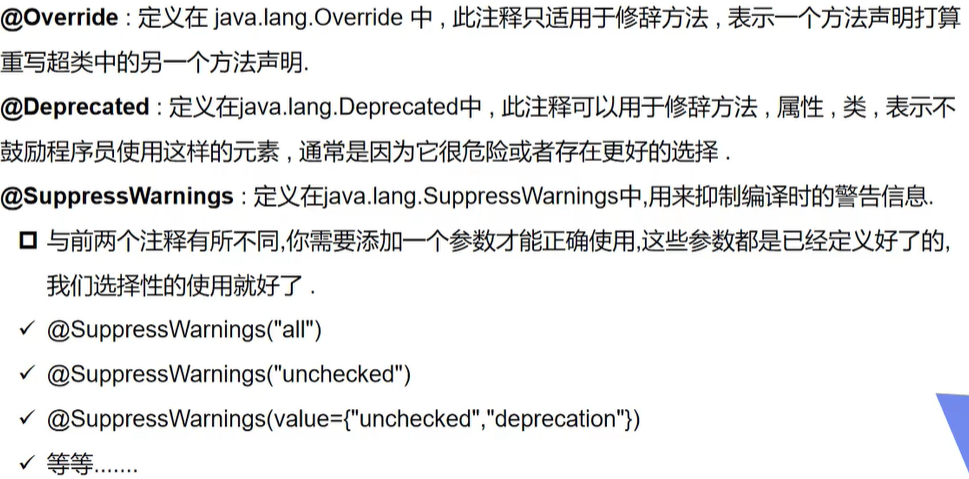 @Override : 定义在 java.lang.Override 中 , 此注释只适用于修辞方法 , 表示一个方法声明打算
重写超类中的另一个方法声明.
@Deprecated : 定义在java.lang.Deprecated中 , 此注释可以用于修辞方法 , 属性 , 类 , 表示不
鼓励程序员使用这样的元素 , 通常是因为它很危险或者存在更好的选择 .
@SuppressWarnings : 定义在java.lang.SuppressWarnings中,用来抑制编译时的警告信息.
与前两个注释有所不同,你需要添加一个参数才能正确使用,这些参数都是已经定义好了的,
我们选择性的使用就好了 .
✓ @SuppressWarnings("all")
✓ @SuppressWarnings("unchecked")
✓ @SuppressWarnings(value={"unchecked","deprecation"})
✓ 等等.......